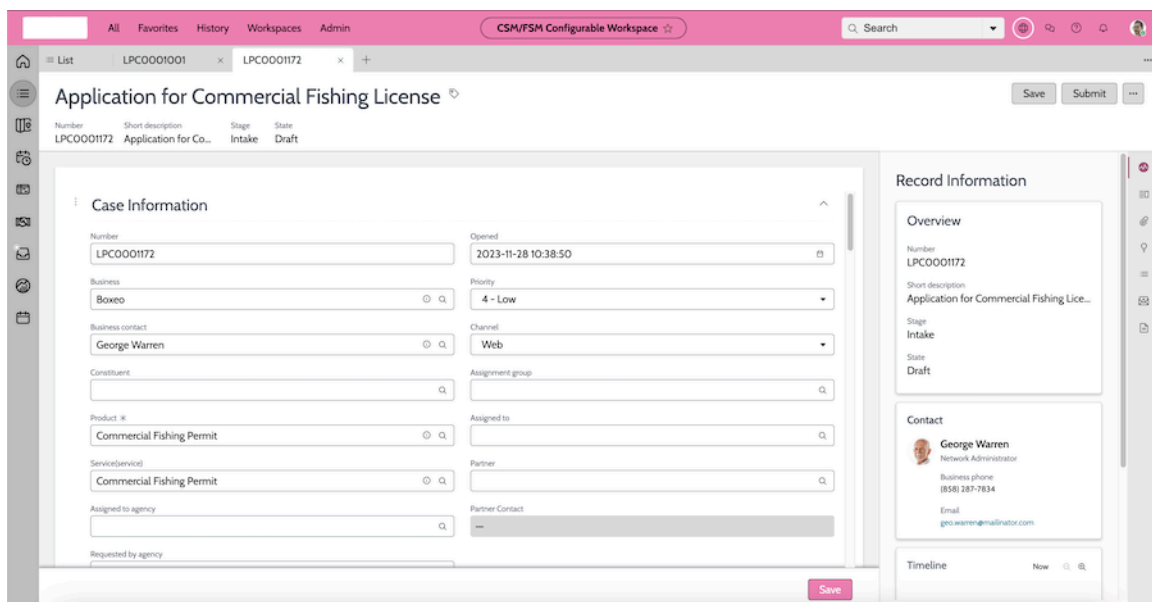 All Favorites History Workspaces Admin
CSM/FSM Configurable Workspace
Search
List LPC0001001 × LPC0001172 × +
Application for Commercial Fishing License
Save Submit ...
Number Short description Stage State
LPC0001172 Application for Co... Intake Draft
Case Information
Number
LPC0001172
Opened
2023-11-28 10:38:50
Business
Boxeo
Priority
4 - Low
Business contact
George Warren
Channel
Web
Constituent
Assignment group
Product
Commercial Fishing Permit
Assigned to
Service(service)
Commercial Fishing Permit
Partner
Assigned to agency
Partner Contact
—
Requested by agency
Save
Record Information
Overview
Number
LPC0001172
Short description
Application for Commercial Fishing Lice...
Stage
Intake
State
Draft
Contact
George Warren
Network Administrator
Business phone
(858) 287-7834
Email
geo.warren@mailinator.com
Timeline Now